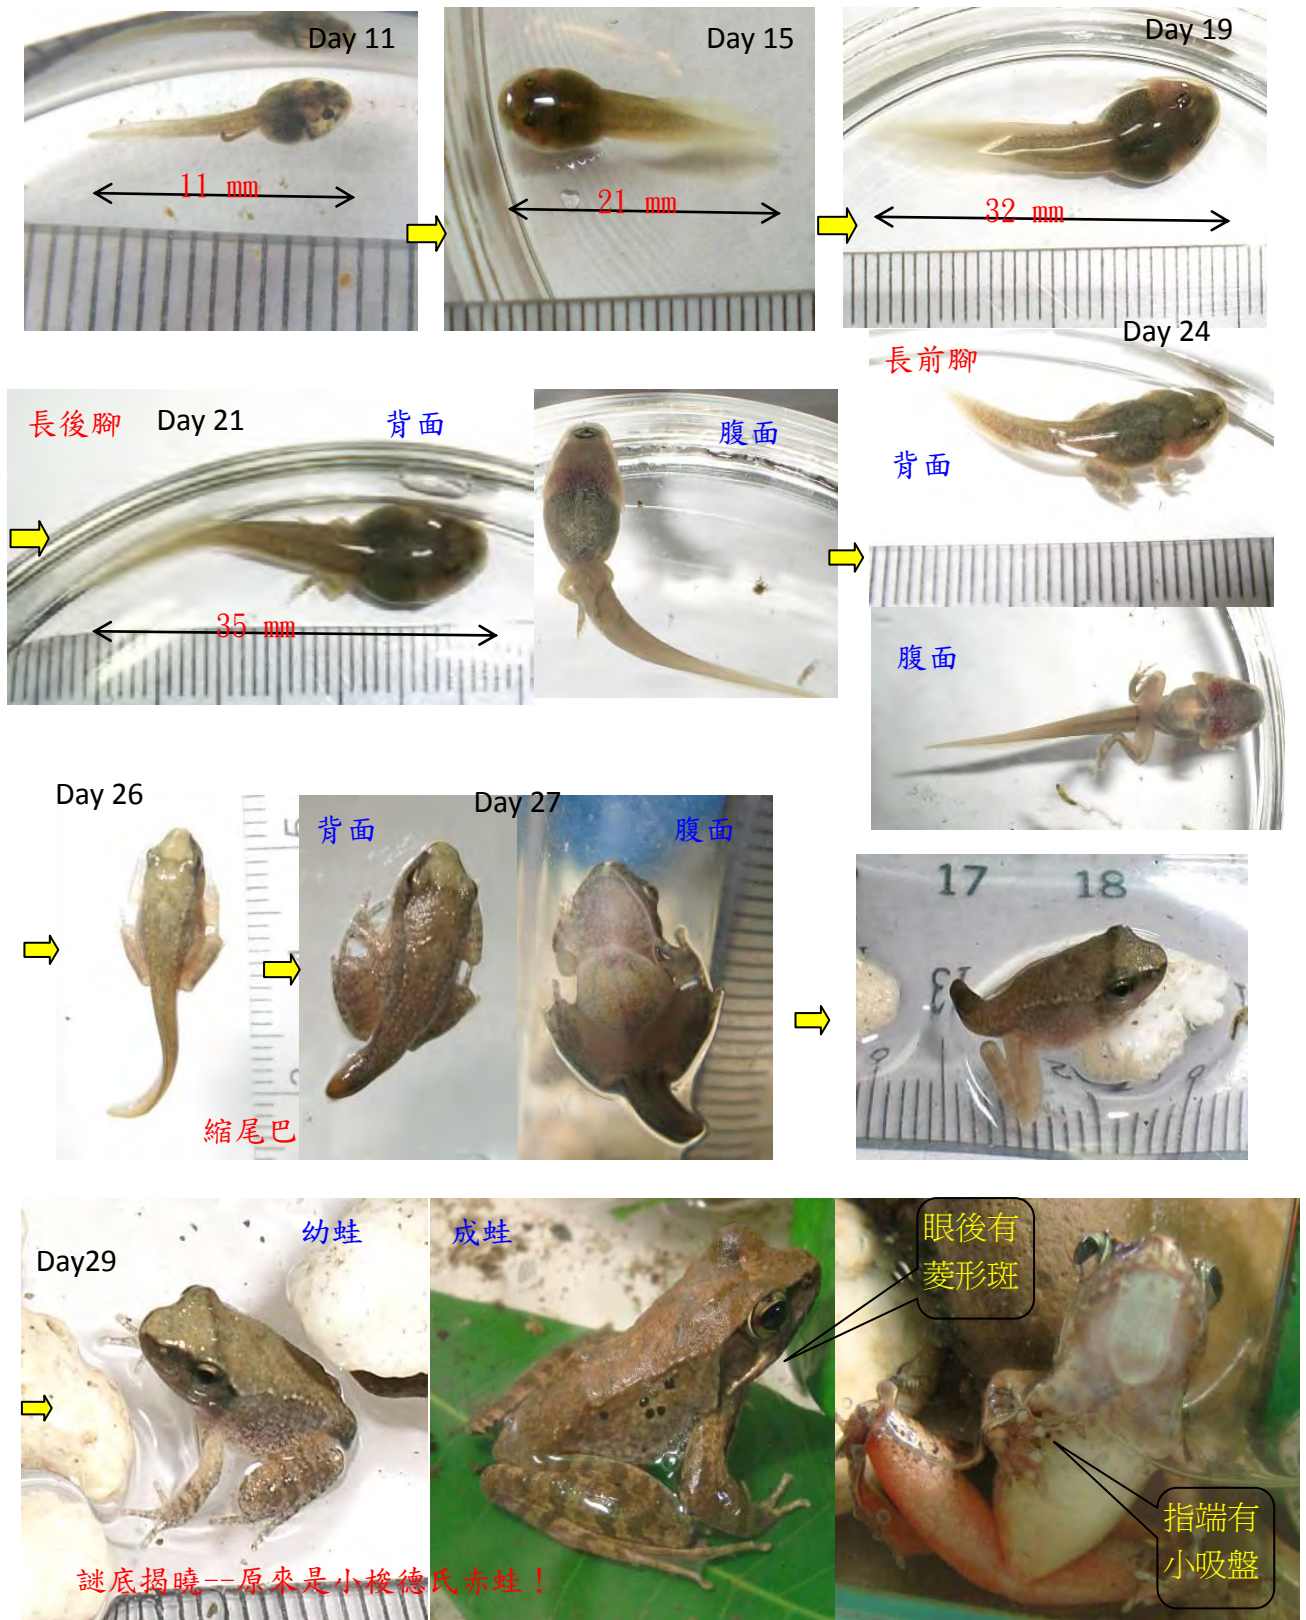 Day 11
11 mm
Day 15
21 mm
Day 19
32 mm
長後腳
Day 21
背面
35 mm
腹面
Day 24
長前腳
背面
腹面
Day 26
縮尾巴
Day 27
背面
腹面
17 18
13
Day29
幼蛙
成蛙
眼後有
菱形斑
指端有
小吸盤
謎底揭曉--原來是小梭德氏赤蛙！